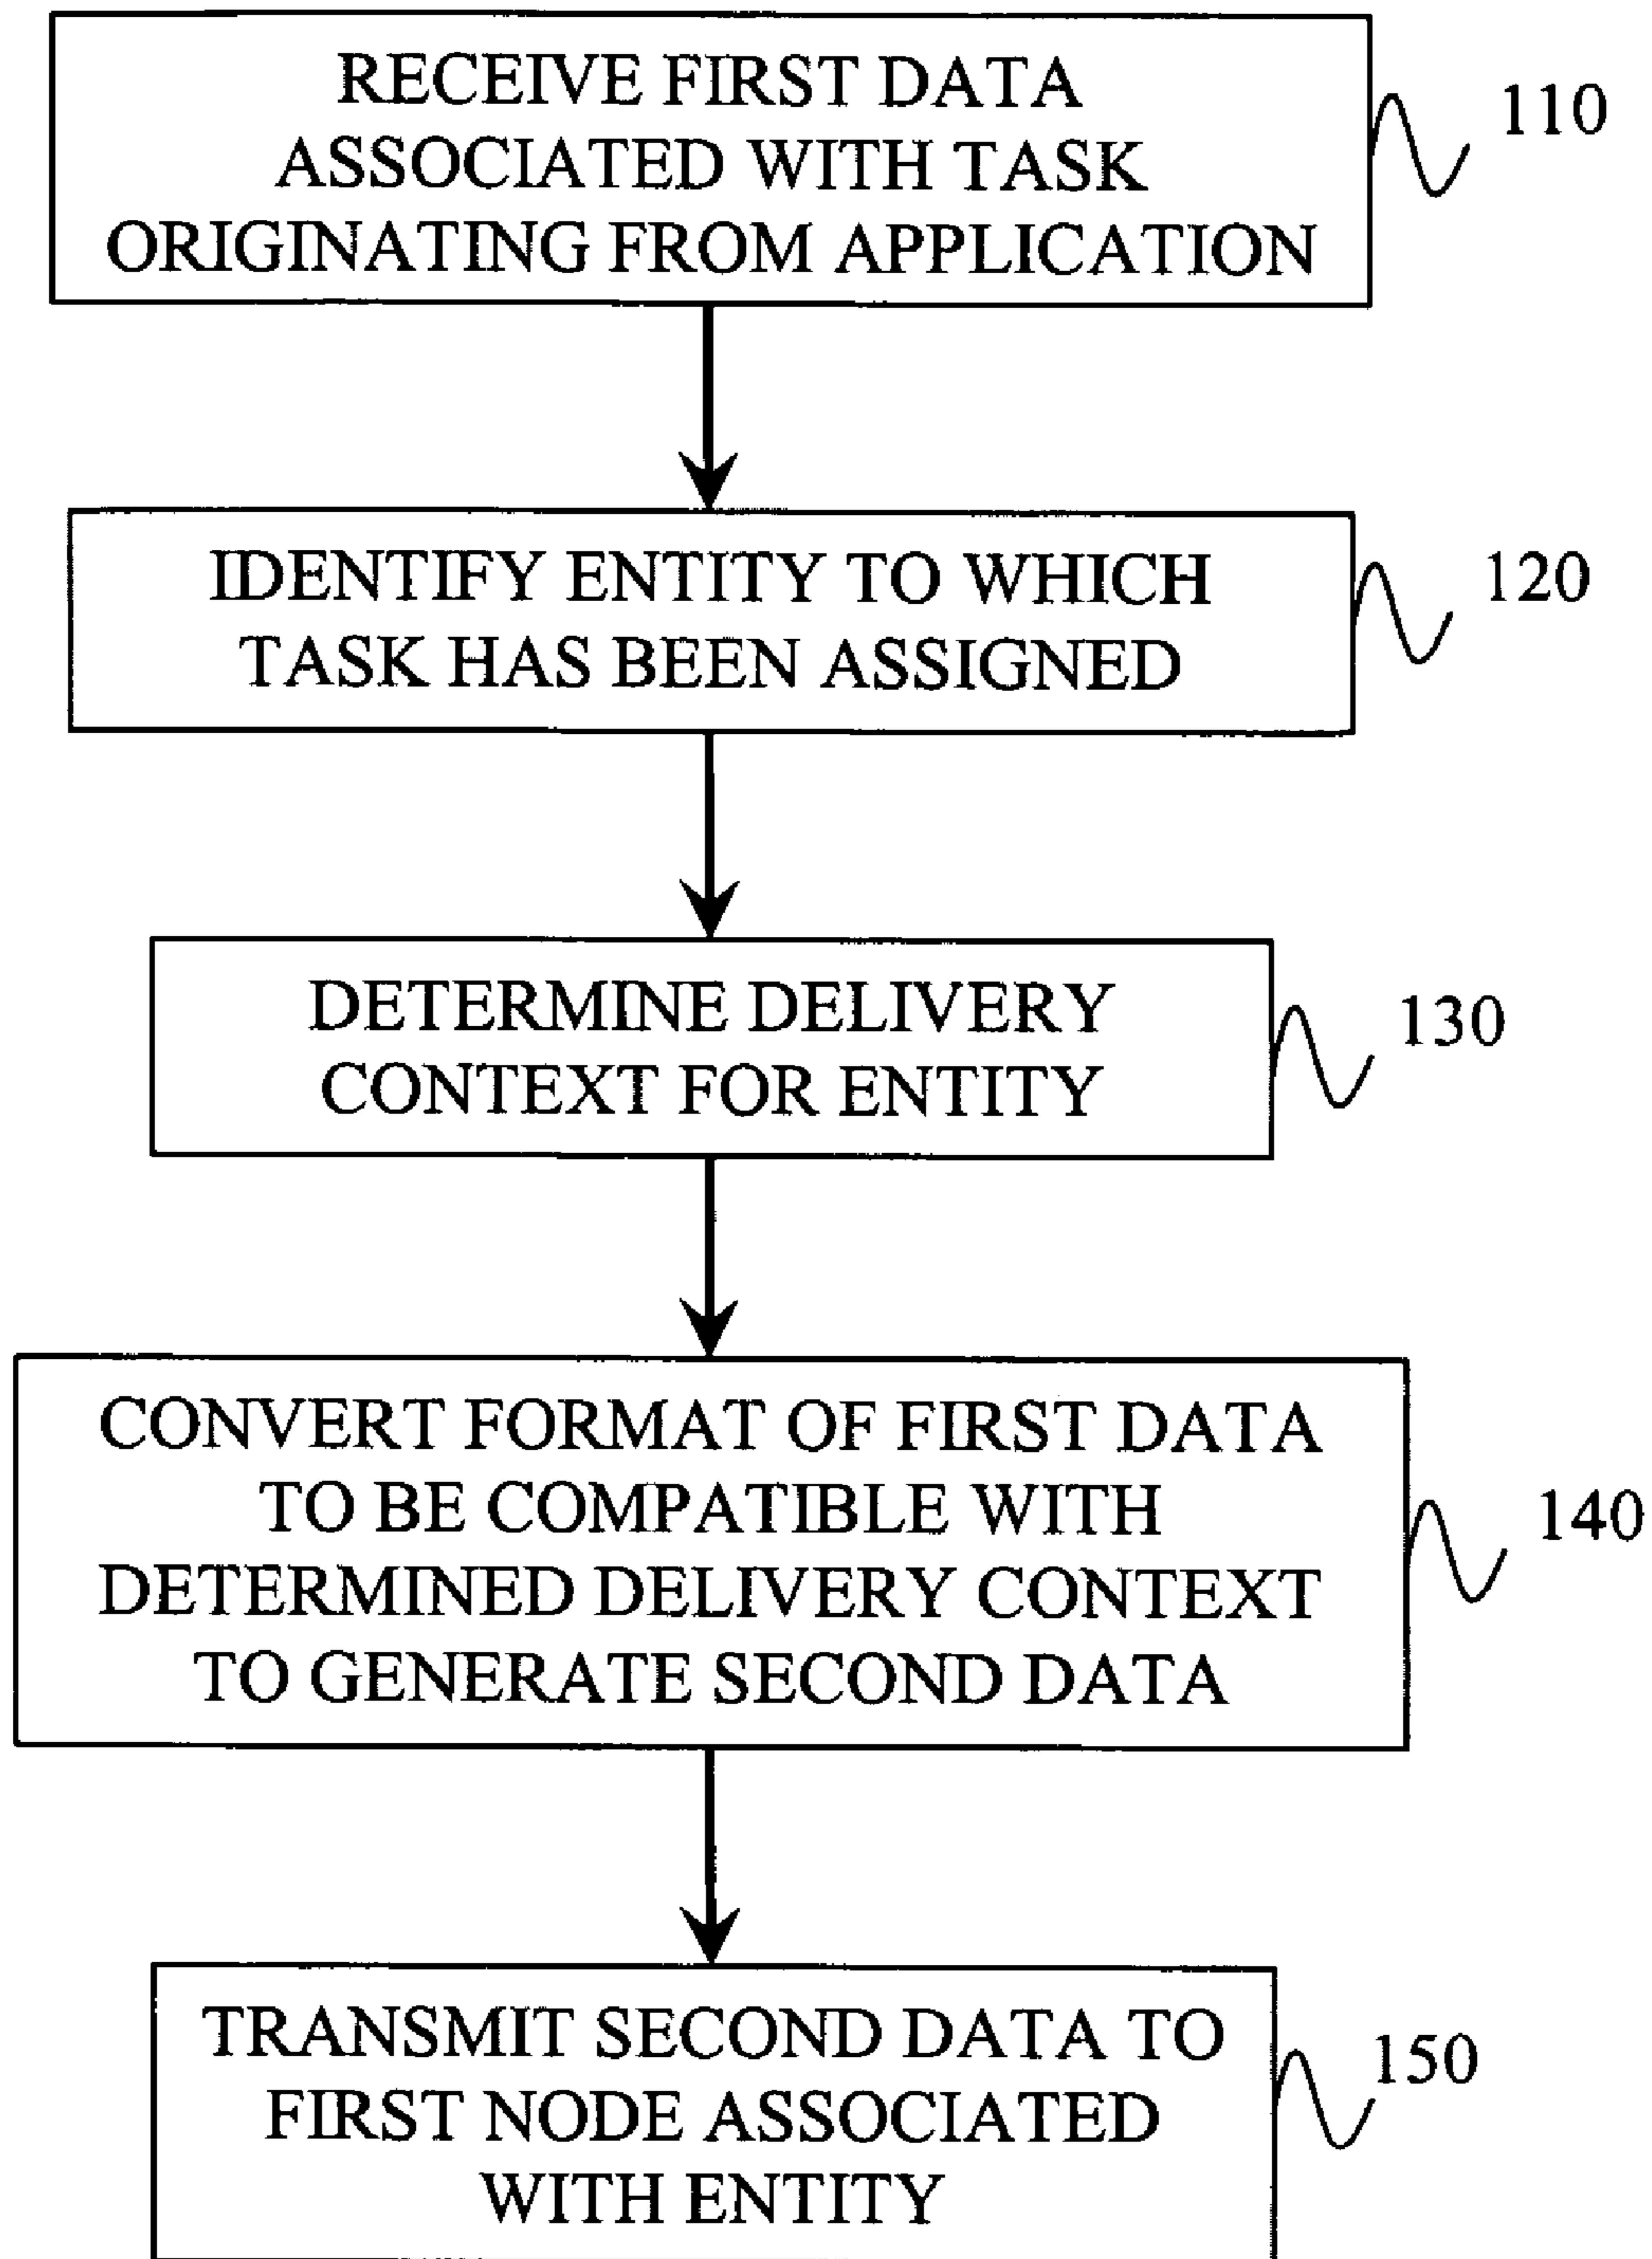 RECEIVE FIRST DATA
ASSOCIATED WITH TASK
ORIGINATING FROM APPLICATION
110
IDENTIFY ENTITY TO WHICH
TASK HAS BEEN ASSIGNED
120
DETERMINE DELIVERY
CONTEXT FOR ENTITY
130
CONVERT FORMAT OF FIRST DATA
TO BE COMPATIBLE WITH
DETERMINED DELIVERY CONTEXT
TO GENERATE SECOND DATA
140
TRANSMIT SECOND DATA TO
FIRST NODE ASSOCIATED
WITH ENTITY
150